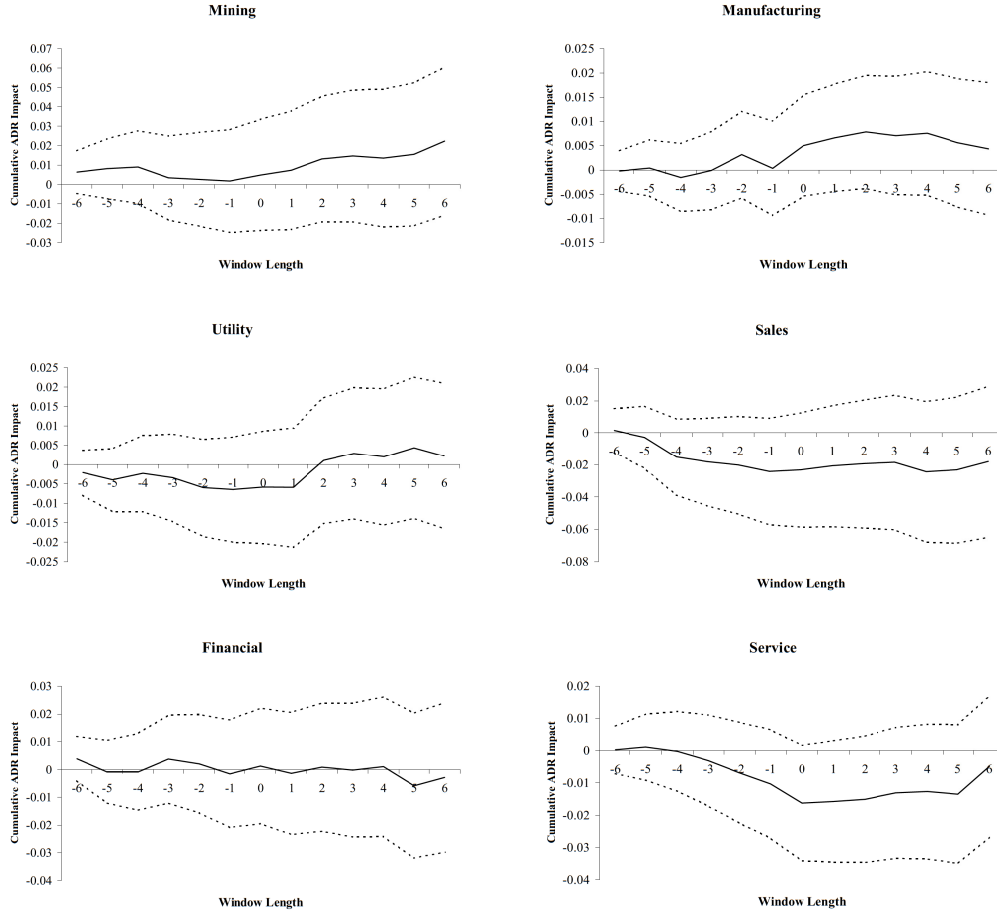 Mining
0.07
0.06
0.05
0.04
0.03
0.02
0.01
0
-0.01
-0.02
-0.03
-6 -5 -4 -3 -2 -1 0 1 2 3 4 5 6
Cumulative ADR Impact
Window Length
Manufacturing
0.025
0.02
0.015
0.01
0.005
0
-0.005
-0.01
-0.015
-6 -5 -4 -3 -2 -1 0 1 2 3 4 5 6
Cumulative ADR Impact
Window Length
Utility
0.025
0.02
0.015
0.01
0.005
0
-0.005
-0.01
-0.015
-0.02
-0.025
-6 -5 -4 -3 -2 -1 0 1 2 3 4 5 6
Cumulative ADR Impact
Window Length
Sales
0.04
0.02
0
-0.02
-0.04
-0.06
-0.08
-6 -5 -4 -3 -2 -1 0 1 2 3 4 5 6
Cumulative ADR Impact
Window Length
Financial
0.03
0.02
0.01
0
-0.01
-0.02
-0.03
-0.04
-6 -5 -4 -3 -2 -1 0 1 2 3 4 5 6
Cumulative ADR Impact
Window Length
Service
0.02
0.01
0
-0.01
-0.02
-0.03
-0.04
-6 -5 -4 -3 -2 -1 0 1 2 3 4 5 6
Cumulative ADR Impact
Window Length